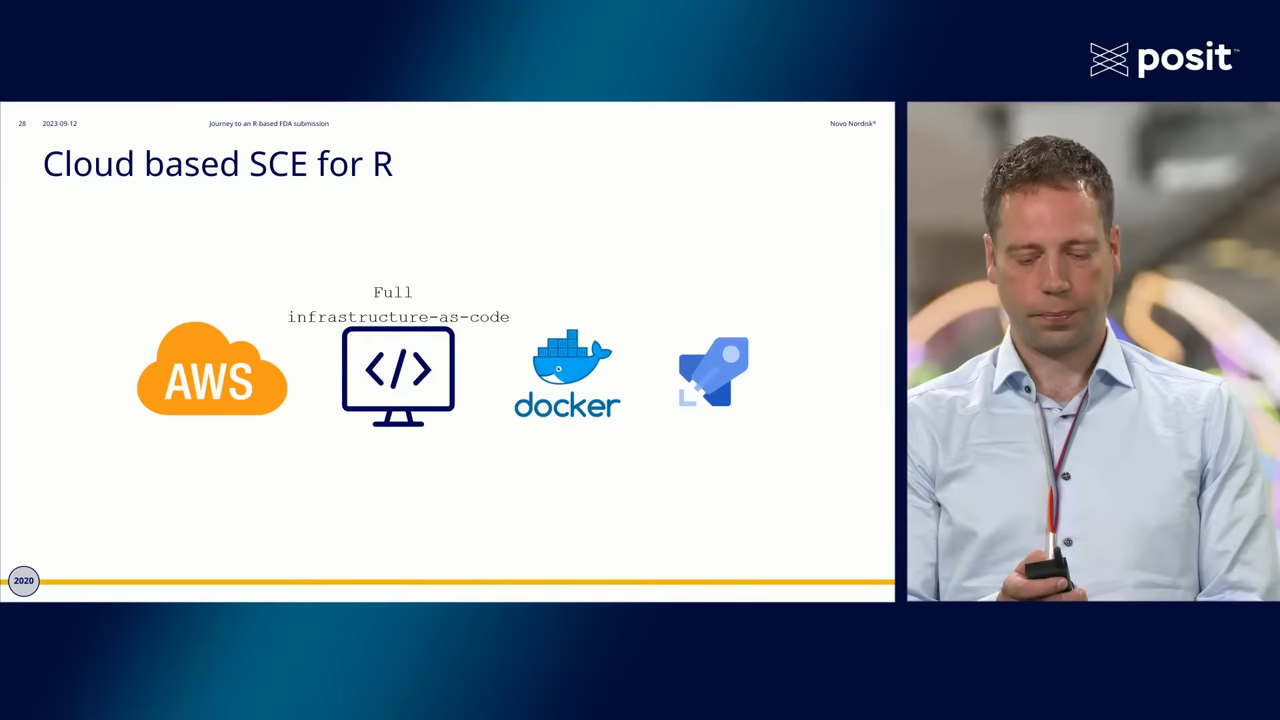 posit™
28 2023-09-12 Journey to an R-based FDA submission Novo Nordisk®
Cloud based SCE for R
Full
infrastructure-as-code
AWS
</>
docker
2020